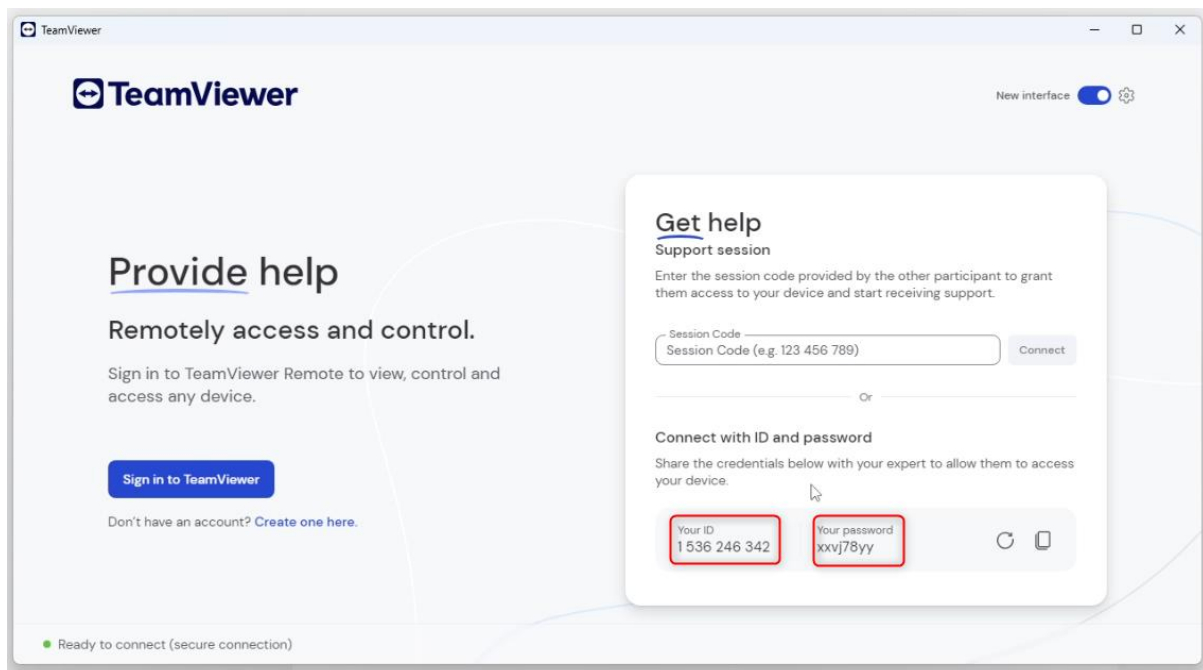 TeamViewer
TeamViewer
New interface
Provide help
Remotely access and control.
Sign in to TeamViewer Remote to view, control and
access any device.
Sign in to TeamViewer
Don't have an account? Create one here.
Get help
Support session
Enter the session code provided by the other participant to grant
them access to your device and start receiving support.
Session Code
Session Code (e.g. 123 456 789)
Connect
Or
Connect with ID and password
Share the credentials below with your expert to allow them to access
your device.
Your ID
1 536 246 342
Your password
xxvj78yy
Ready to connect (secure connection)